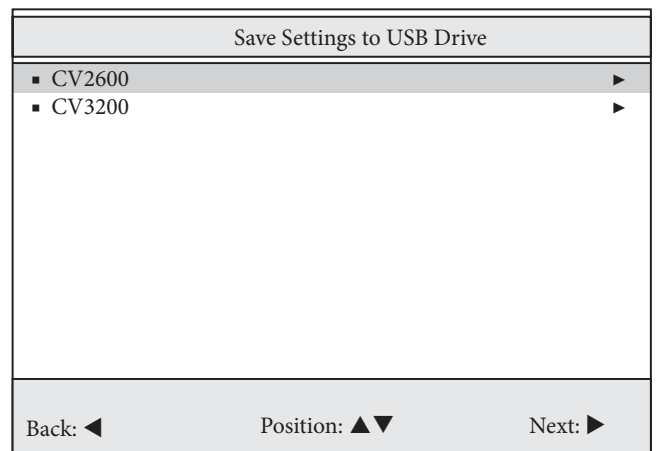 Save Settings to USB Drive
▪ CV2600 ▶
▪ CV3200 ▶
Back: ◀ Position: ▲▼ Next: ▶